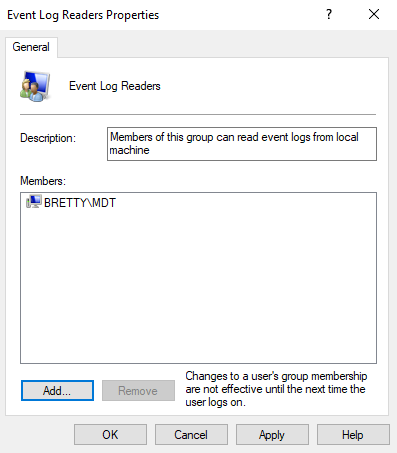 Event Log Readers Properties
General
Event Log Readers
Description:
Members of this group can read event logs from local
machine
Members:
BRETTY\MDT
Add...
Remove
Changes to a user's group membership
are not effective until the next time the
user logs on.
OK
Cancel
Apply
Help